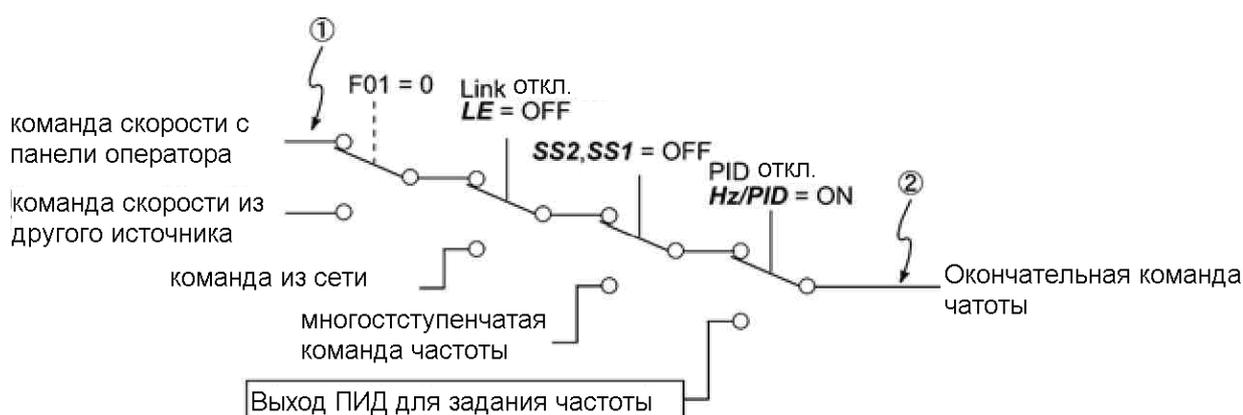 ①
F01 = 0
Link откл.
LE = OFF
команда скорости с
панели оператора
SS2,SS1 = OFF
PID откл.
Hz/PID = ON
②
команда скорости из
другого источника
команда из сети
Окончательная команда
чатоты
многостступенчатая
команда частоты
Выход ПИД для задания частоты